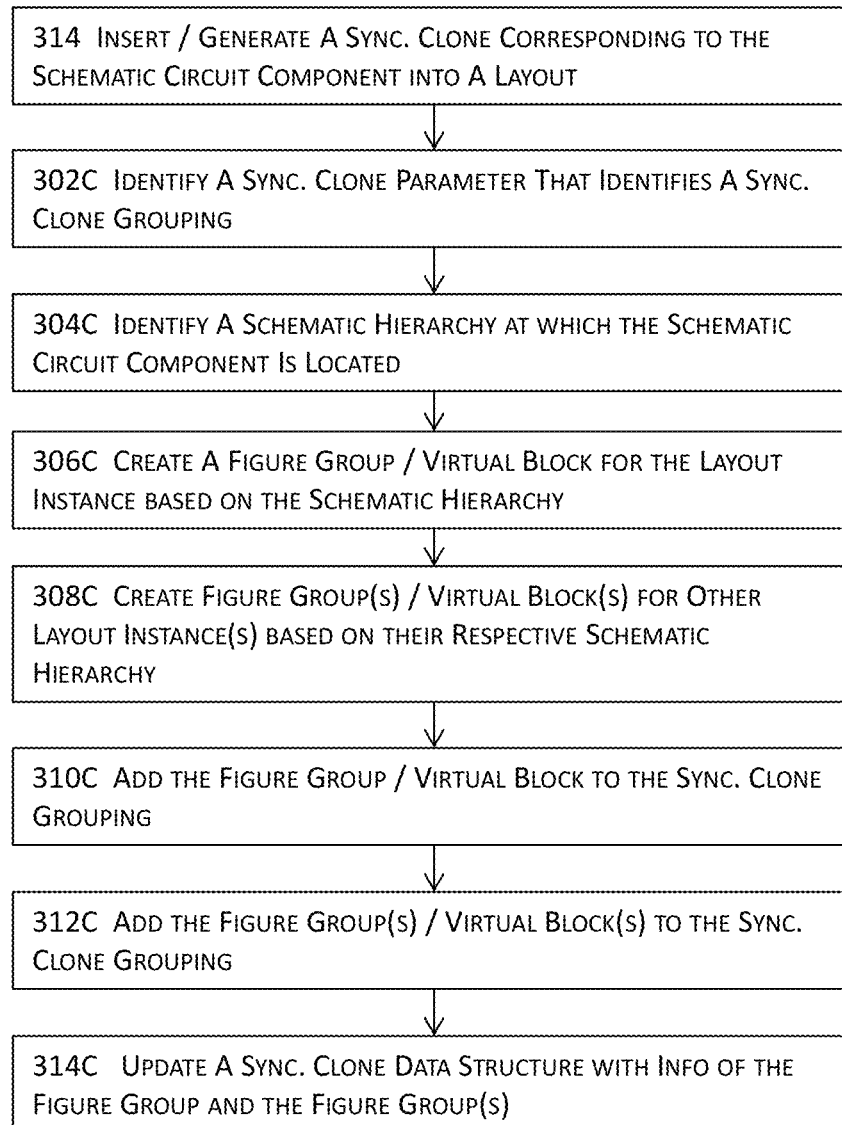 314 INSERT / GENERATE A SYNC. CLONE CORRESPONDING TO THE
SCHEMATIC CIRCUIT COMPONENT INTO A LAYOUT
302C IDENTIFY A SYNC. CLONE PARAMETER THAT IDENTIFIES A SYNC.
CLONE GROUPING
304C IDENTIFY A SCHEMATIC HIERARCHY AT WHICH THE SCHEMATIC
CIRCUIT COMPONENT IS LOCATED
306C CREATE A FIGURE GROUP / VIRTUAL BLOCK FOR THE LAYOUT
INSTANCE BASED ON THE SCHEMATIC HIERARCHY
308C CREATE FIGURE GROUP(S) / VIRTUAL BLOCK(S) FOR OTHER
LAYOUT INSTANCE(S) BASED ON THEIR RESPECTIVE SCHEMATIC
HIERARCHY
310C ADD THE FIGURE GROUP / VIRTUAL BLOCK TO THE SYNC. CLONE
GROUPING
312C ADD THE FIGURE GROUP(S) / VIRTUAL BLOCK(S) TO THE SYNC.
CLONE GROUPING
314C UPDATE A SYNC. CLONE DATA STRUCTURE WITH INFO OF THE
FIGURE GROUP AND THE FIGURE GROUP(S)